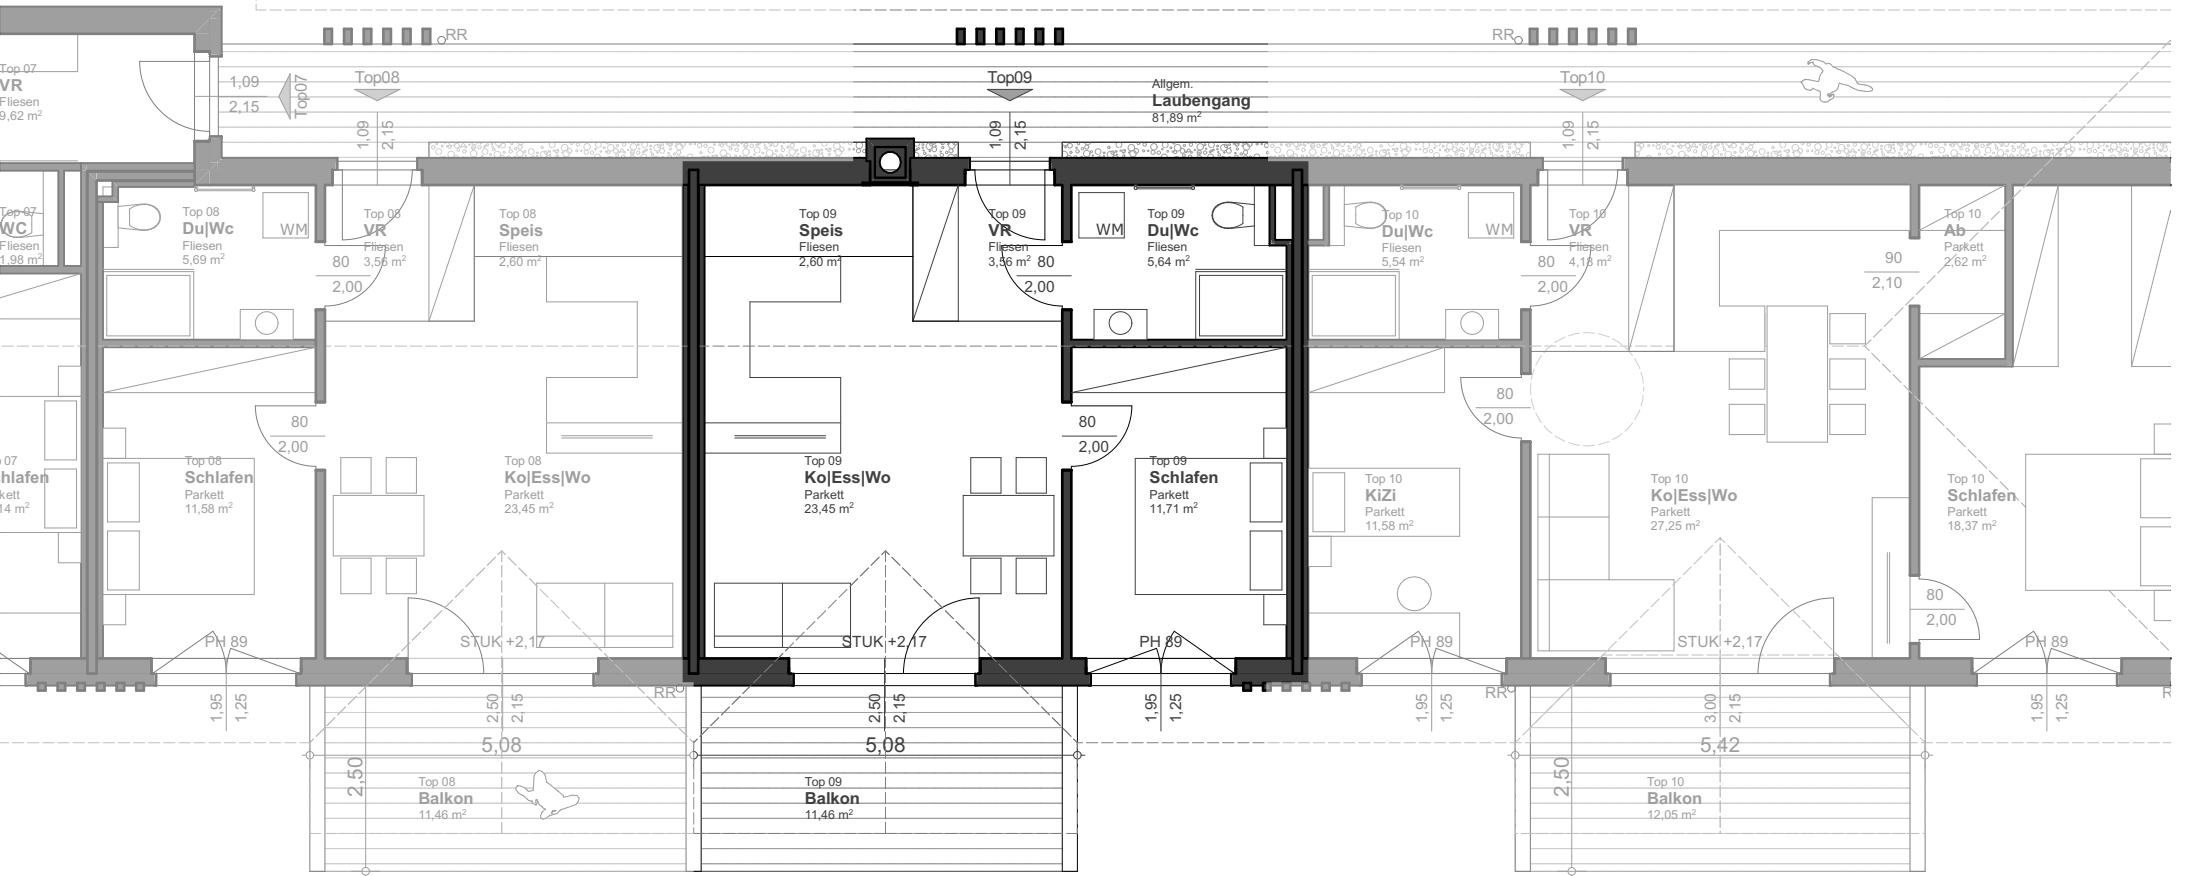 RR
RR
Top 07
VR
Fliesen
9,62 m²
1,09
2,15
Top07
Top08
1,09
2,15
Top09
1,09
2,15
Allgem.
Laubengang
81,89 m²
Top10
1,09
2,15
Top 07
WC
Fliesen
1,98 m²
Top 08
Du|Wc
Fliesen
5,69 m²
WM
Top 08
VR
Fliesen
3,56 m²
80
2,00
Top 08
Speis
Fliesen
2,60 m²
Top 09
Speis
Fliesen
2,60 m²
Top 09
VR
Fliesen
3,56 m²
80
2,00
WM
Top 09
Du|Wc
Fliesen
5,64 m²
Top 10
Du|Wc
Fliesen
5,54 m²
WM
Top 10
VR
Fliesen
4,18 m²
80
2,00
90
2,10
Top 10
Ab
Parkett
2,62 m²
80
2,00
80
2,00
80
2,00
07
hlafen
kett
14 m²
Top 08
Schlafen
Parkett
11,58 m²
Top 08
Ko|Ess|Wo
Parkett
23,45 m²
Top 09
Ko|Ess|Wo
Parkett
23,45 m²
Top 09
Schlafen
Parkett
11,71 m²
Top 10
KiZi
Parkett
11,58 m²
Top 10
Ko|Ess|Wo
Parkett
27,25 m²
Top 10
Schlafen
Parkett
18,37 m²
80
2,00
PH 89
STUK +2,17
STUK +2,17
PH 89
PH 89
STUK +2,17
PH 89
RR
RR
R
1,95
1,25
2,50
2,15
2,50
2,15
1,95
1,25
1,95
1,25
3,00
2,15
1,95
1,25
5,08
5,08
5,42
2,50
2,50
Top 08
Balkon
11,46 m²
Top 09
Balkon
11,46 m²
Top 10
Balkon
12,05 m²